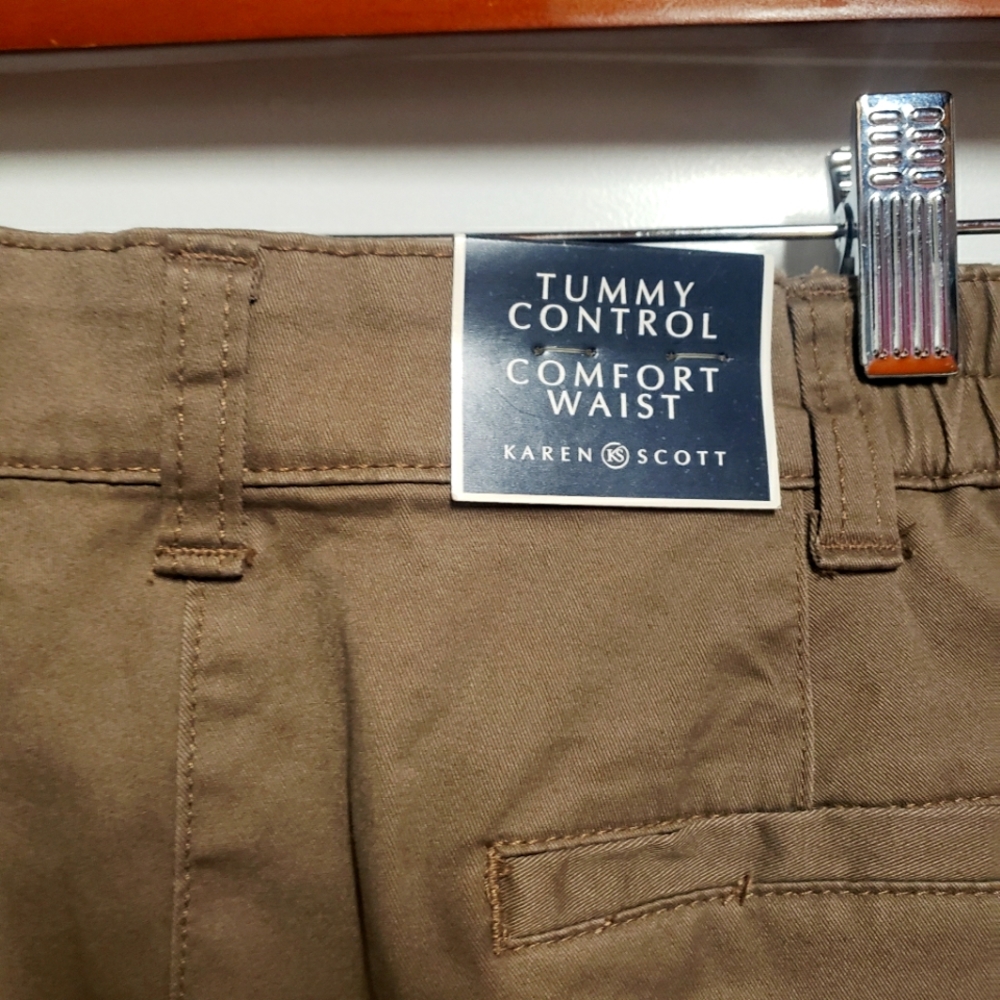 TUMMY
CONTROL
COMFORT
WAIST
KAREN KS SCOTT